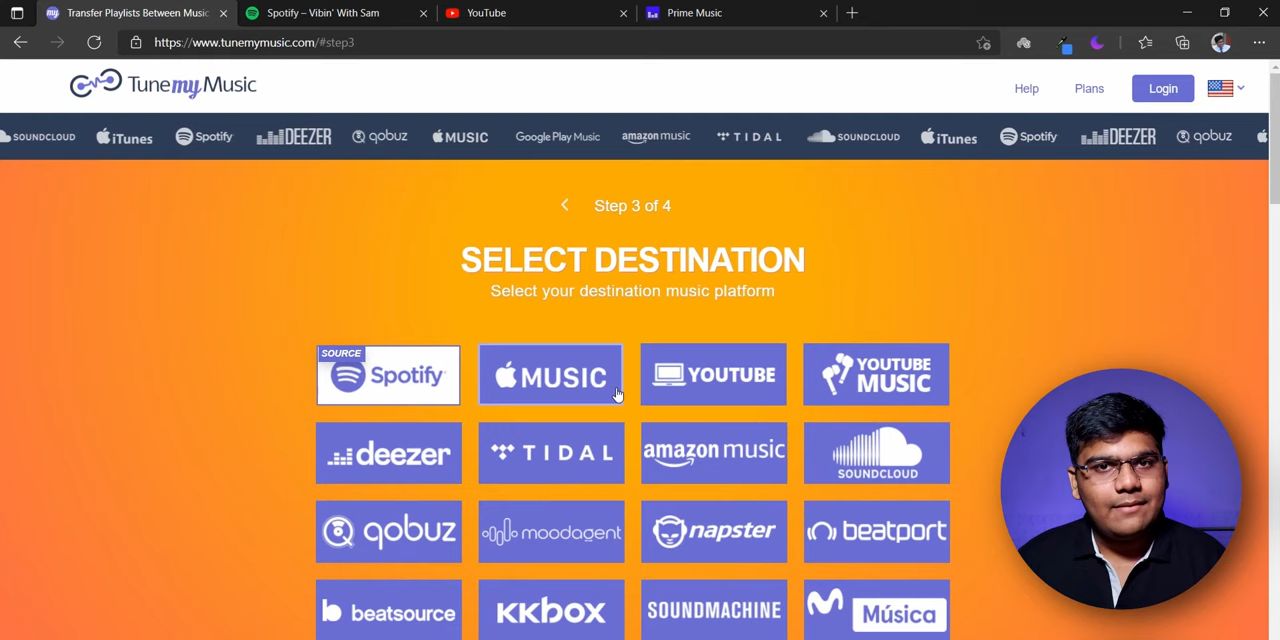 Transfer Playlists Between Music
Spotify – Vibin' With Sam
YouTube
Prime Music
https://www.tunemymusic.com/#step3
Tune my Music
Help
Plans
Login
SOUNDCLOUD
iTunes
Spotify
DEEZER
qobuz
MUSIC
Google Play Music
amazon music
TIDAL
SOUNDCLOUD
iTunes
Spotify
DEEZER
qobuz
Step 3 of 4
SELECT DESTINATION
Select your destination music platform
SOURCE
Spotify
MUSIC
YOUTUBE
YOUTUBE
MUSIC
deezer
TIDAL
amazon music
SOUNDCLOUD
qobuz
moodagent
napster
beatport
beatsource
KKBOX
SOUNDMACHINE
Música